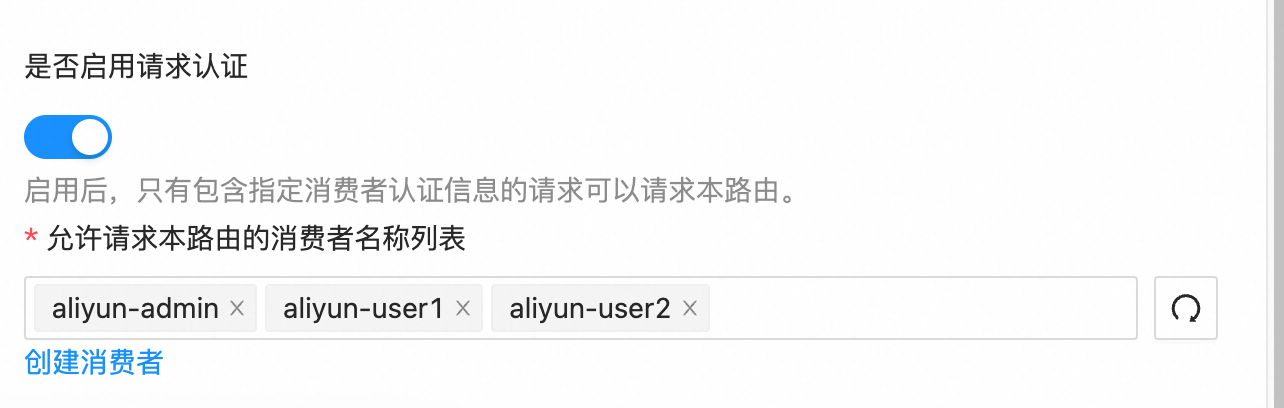 是否启用请求认证
启用后，只有包含指定消费者认证信息的请求可以请求本路由。
* 允许请求本路由的消费者名称列表
aliyun-admin × aliyun-user1 × aliyun-user2 ×
创建消费者